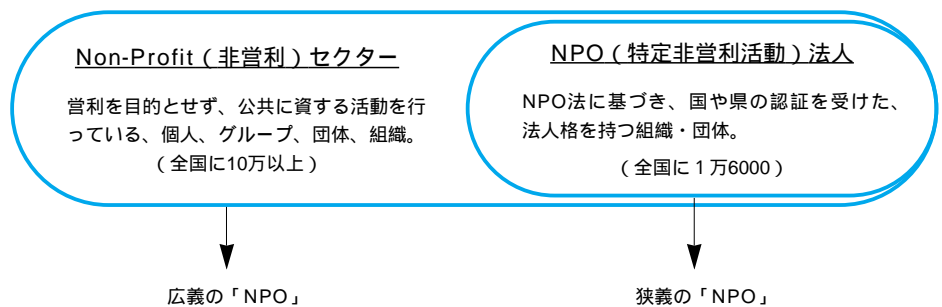 Non-Profit（非営利）セクター
営利を目的とせず、公共に資する活動を行
っている、個人、グループ、団体、組織。
（全国に10万以上）
NPO（特定非営利活動）法人
NPO法に基づき、国や県の認証を受けた、
法人格を持つ組織・団体。
（全国に１万6000）
広義の「NPO」
狭義の「NPO」